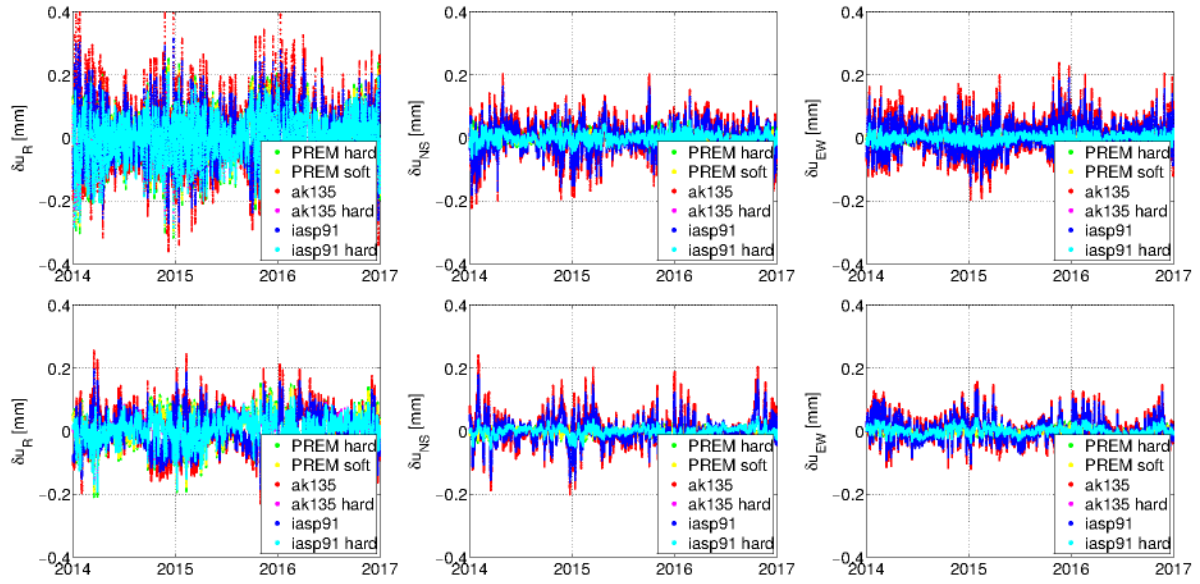 0.4
0.2
0
−0.2
−0.4
δu_R [mm]
2014 2015 2016 2017
PREM hard
PREM soft
ak135
ak135 hard
iasp91
iasp91 hard
0.4
0.2
0
−0.2
−0.4
δu_NS [mm]
2014 2015 2016 2017
PREM hard
PREM soft
ak135
ak135 hard
iasp91
iasp91 hard
0.4
0.2
0
−0.2
−0.4
δu_EW [mm]
2014 2015 2016 2017
PREM hard
PREM soft
ak135
ak135 hard
iasp91
iasp91 hard
0.4
0.2
0
−0.2
−0.4
δu_R [mm]
2014 2015 2016 2017
PREM hard
PREM soft
ak135
ak135 hard
iasp91
iasp91 hard
0.4
0.2
0
−0.2
−0.4
δu_NS [mm]
2014 2015 2016 2017
PREM hard
PREM soft
ak135
ak135 hard
iasp91
iasp91 hard
0.4
0.2
0
−0.2
−0.4
δu_EW [mm]
2014 2015 2016 2017
PREM hard
PREM soft
ak135
ak135 hard
iasp91
iasp91 hard